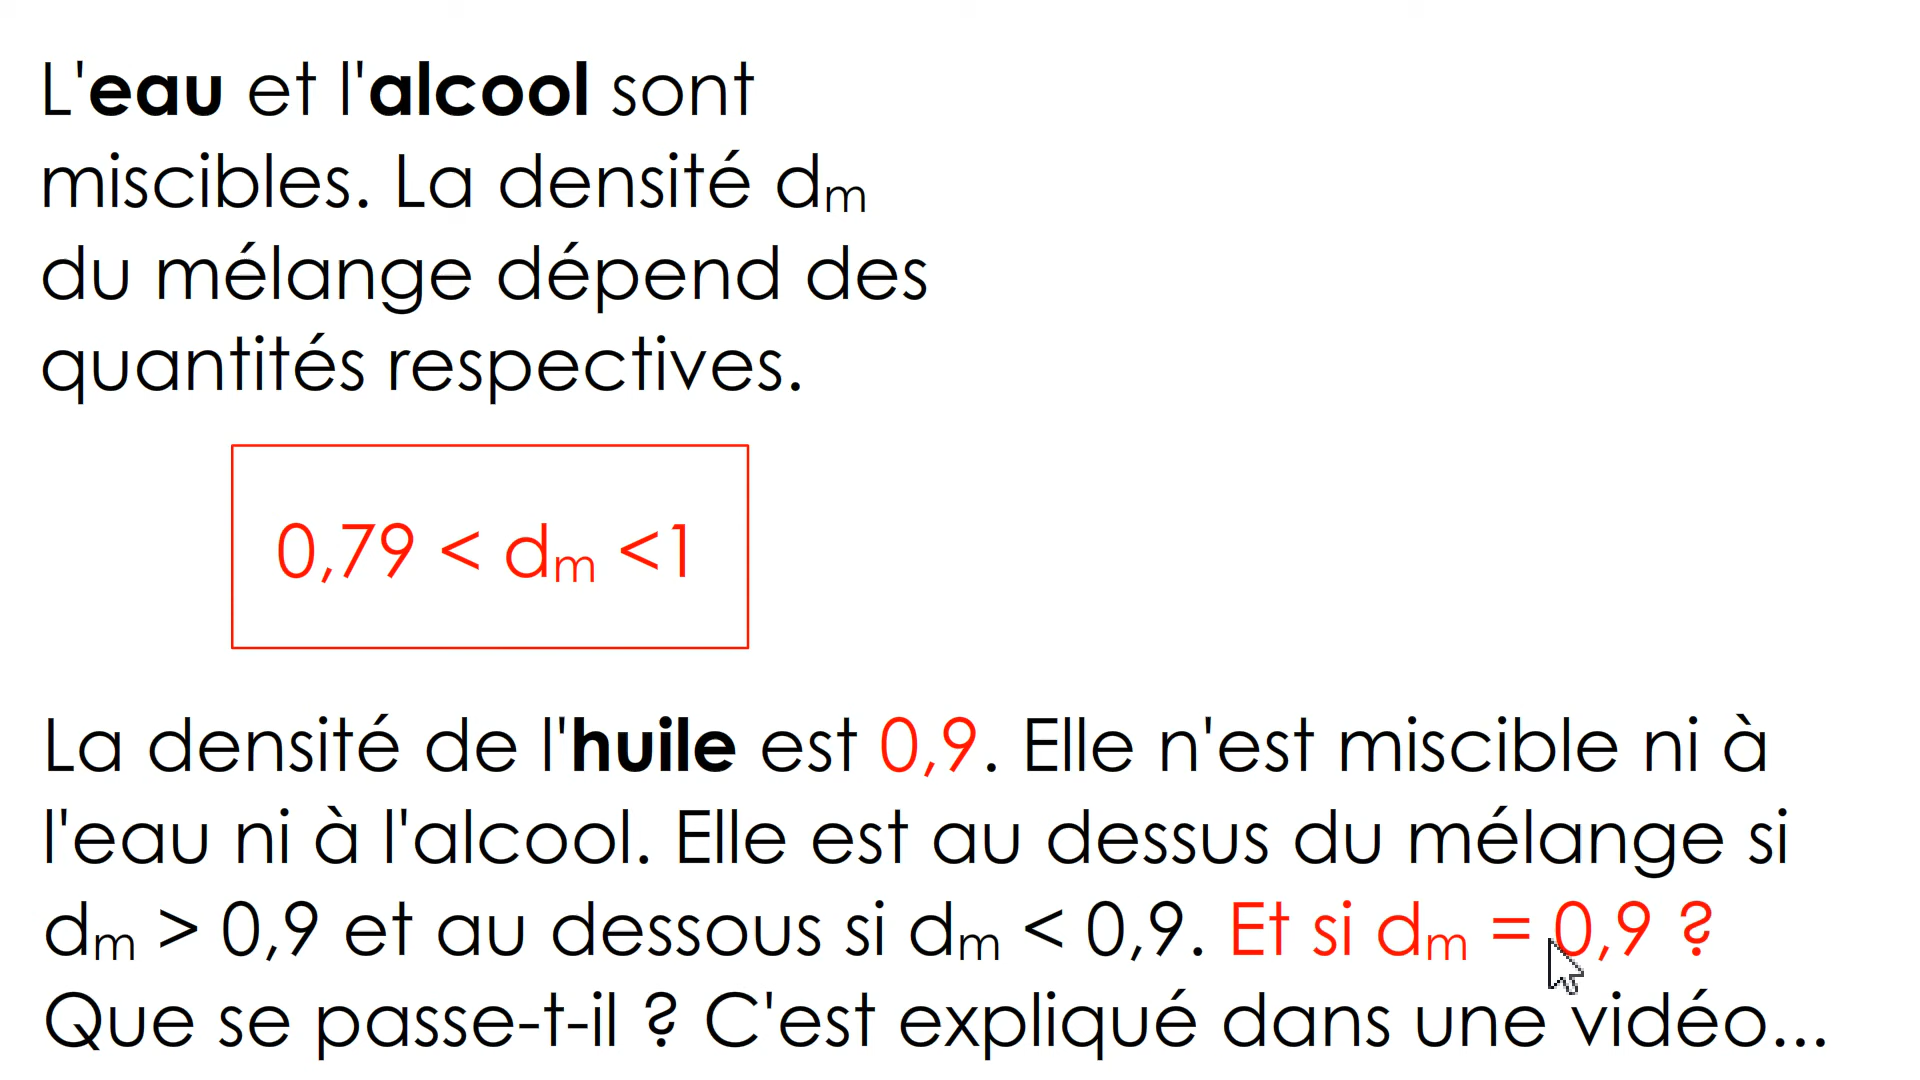 L'eau et l'alcool sont
miscibles. La densité dm
du mélange dépend des
quantités respectives.
0,79 < dm <1
La densité de l'huile est 0,9. Elle n'est miscible ni à
l'eau ni à l'alcool. Elle est au dessus du mélange si
dm > 0,9 et au dessous si dm < 0,9. Et si dm = 0,9 ?
Que se passe-t-il ? C'est expliqué dans une vidéo...